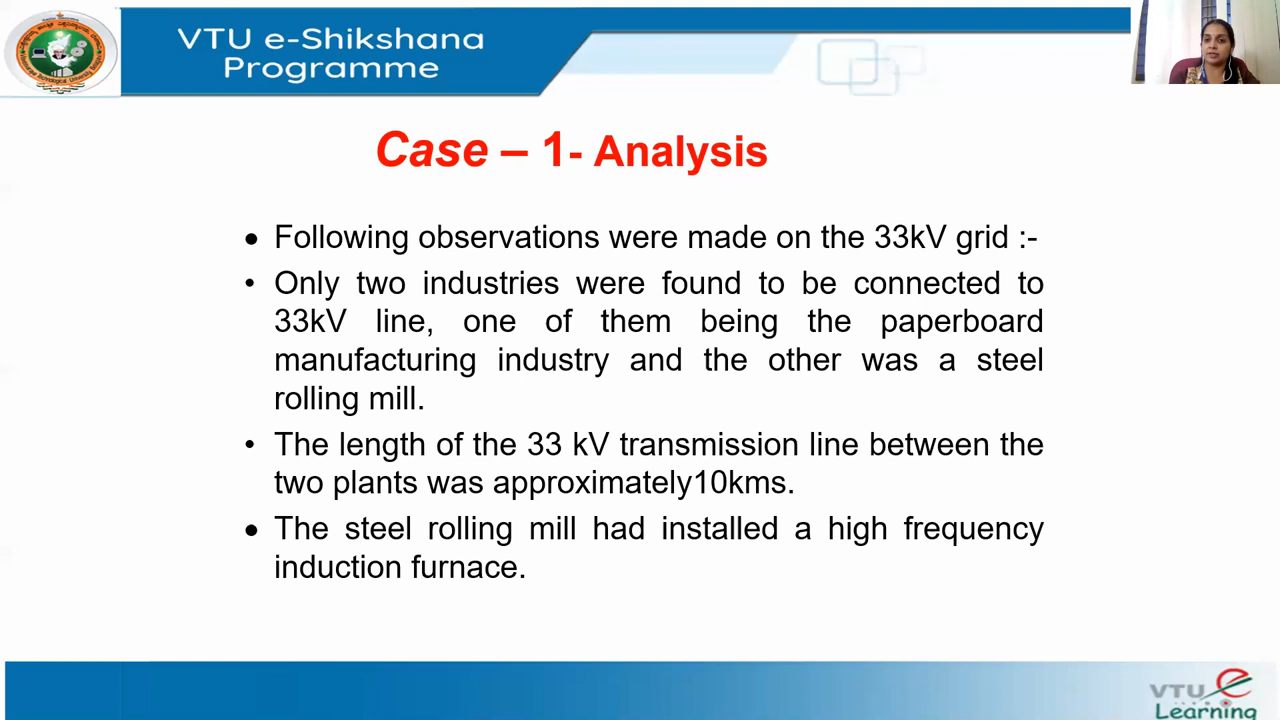 VTU e-Shikshana
Programme
Case – 1- Analysis
• Following observations were made on the 33kV grid :-
• Only two industries were found to be connected to
33kV line, one of them being the paperboard
manufacturing industry and the other was a steel
rolling mill.
• The length of the 33 kV transmission line between the
two plants was approximately10kms.
• The steel rolling mill had installed a high frequency
induction furnace.
VTU e
Learning